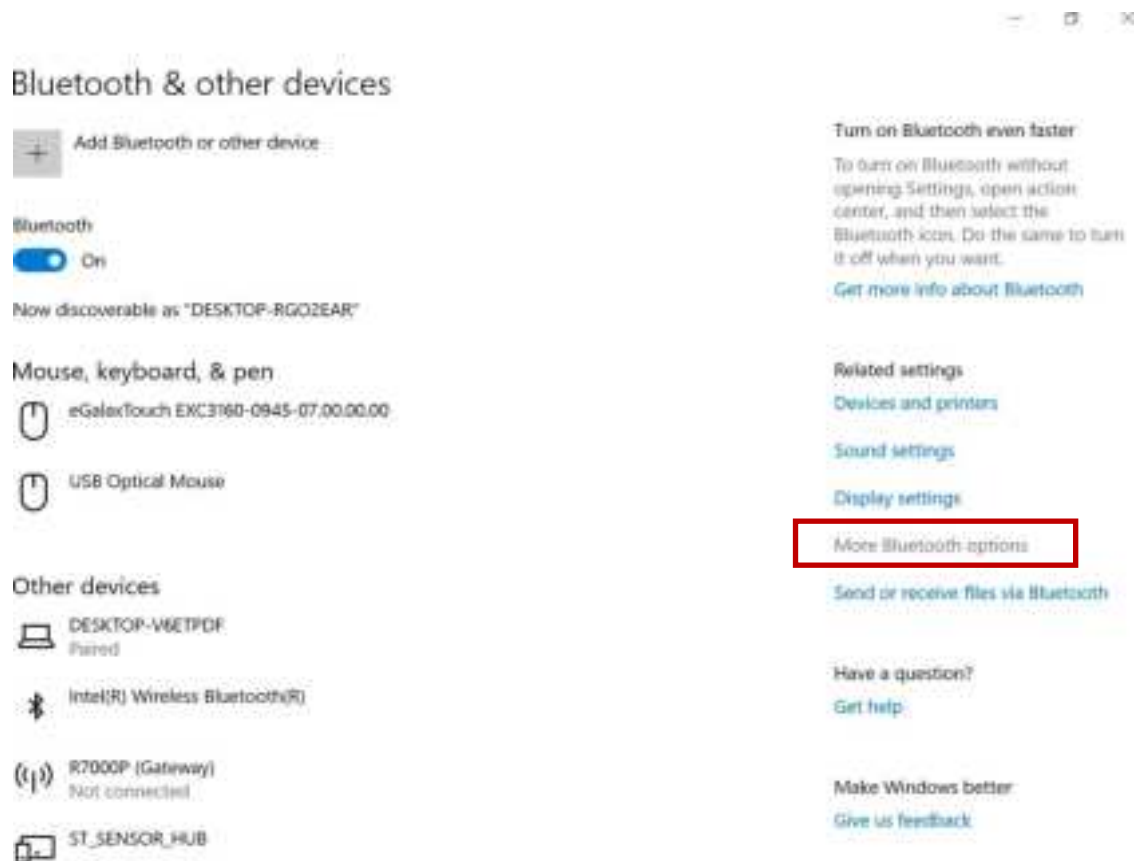 Bluetooth & other devices
Add Bluetooth or other device
Bluetooth
On
Now discoverable as "DESKTOP-RGO2EAR"
Mouse, keyboard, & pen
eGalaxTouch EXC3160-0945-07.00.00.00
USB Optical Mouse
Other devices
DESKTOP-V6ETPDF
Paired
Intel(R) Wireless Bluetooth(R)
R7000P (Gateway)
Not connected
ST_SENSOR_HUB
Turn on Bluetooth even faster
To turn on Bluetooth without
opening Settings, open action
center, and then select the
Bluetooth icon. Do the same to turn
it off when you want.
Get more info about Bluetooth
Related settings
Devices and printers
Sound settings
Display settings
More Bluetooth options
Send or receive files via Bluetooth
Have a question?
Get help
Make Windows better
Give us feedback